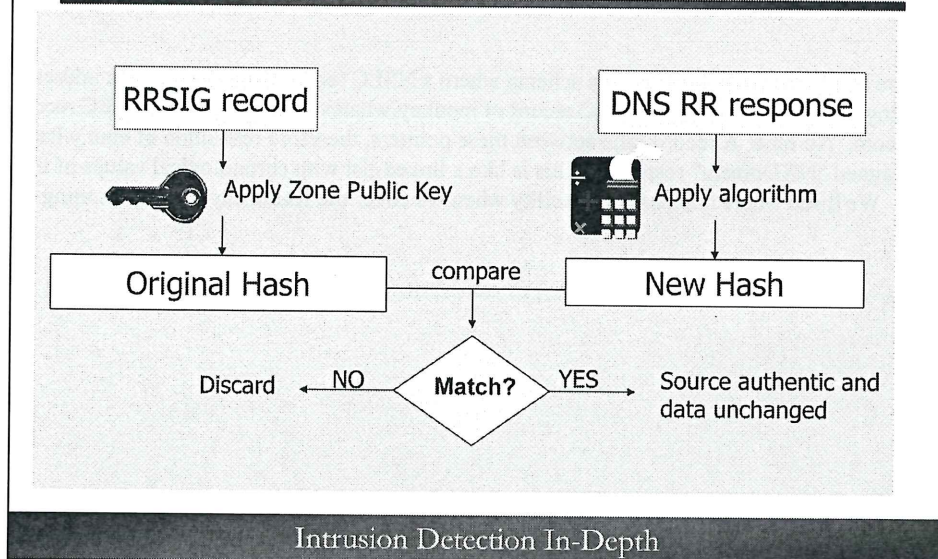 RRSIG record
DNS RR response
Apply Zone Public Key
Apply algorithm
Original Hash
compare
New Hash
Discard
NO
Match?
YES
Source authentic and
data unchanged
Intrusion Detection In-Depth